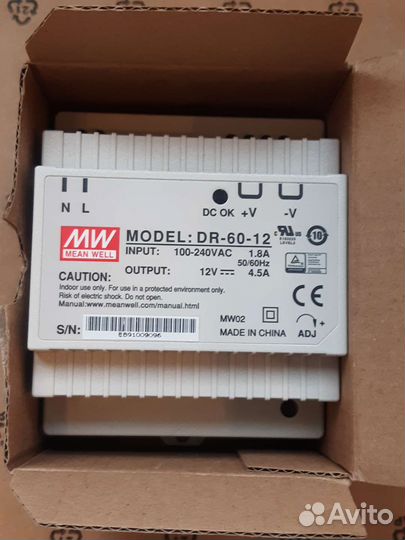 N L
DC OK +V -V
MW
MEAN WELL
MODEL: DR-60-12
INPUT: 100-240VAC 1.8A
50/60Hz
OUTPUT: 12V 4.5A
Indoor use only. For use in a protected environment only.
Risk of electric shock. Do not dismantle.
Manual:www.meanwell.com/manual.html
S/N:
MW02
MADE IN CHINA
CE
ADJ
10
Avito